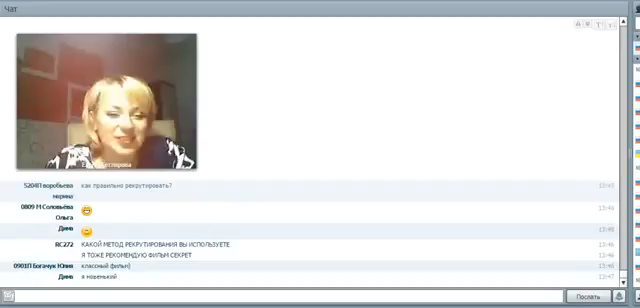 Чат
5204П воробьева марина
как правильно рекрутировать?
13:45
0809 М Соловьёва Ольга
13:46
Дима
13:46
RC272
КАКОЙ МЕТОД РЕКРУТИРОВАНИЯ ВЫ ИСПОЛЬЗУЕТЕ
13:46
Я ТОЖЕ РЕКОМЕНДУЮ ФИЛЬМ СЕКРЕТ
13:46
0901П Богачук Юлия
классный фильм)
13:46
Дима
я новенький
13:47
Послать